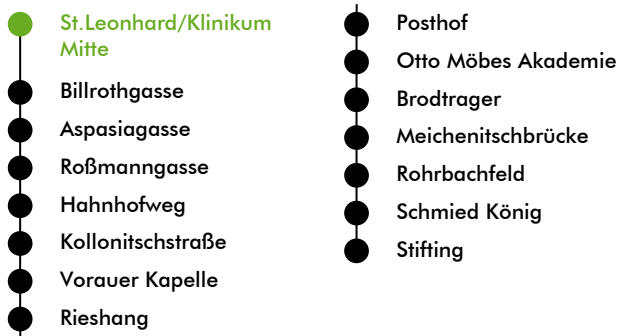 St.Leonhard/Klinikum
Mitte
Billrothgasse
Aspasiagasse
Roßmanngasse
Hahnhofweg
Kollonitschstraße
Vorauer Kapelle
Rieshang
Posthof
Otto Möbes Akademie
Brodtrager
Meichenitschbrücke
Rohrbachfeld
Schmied König
Stifting